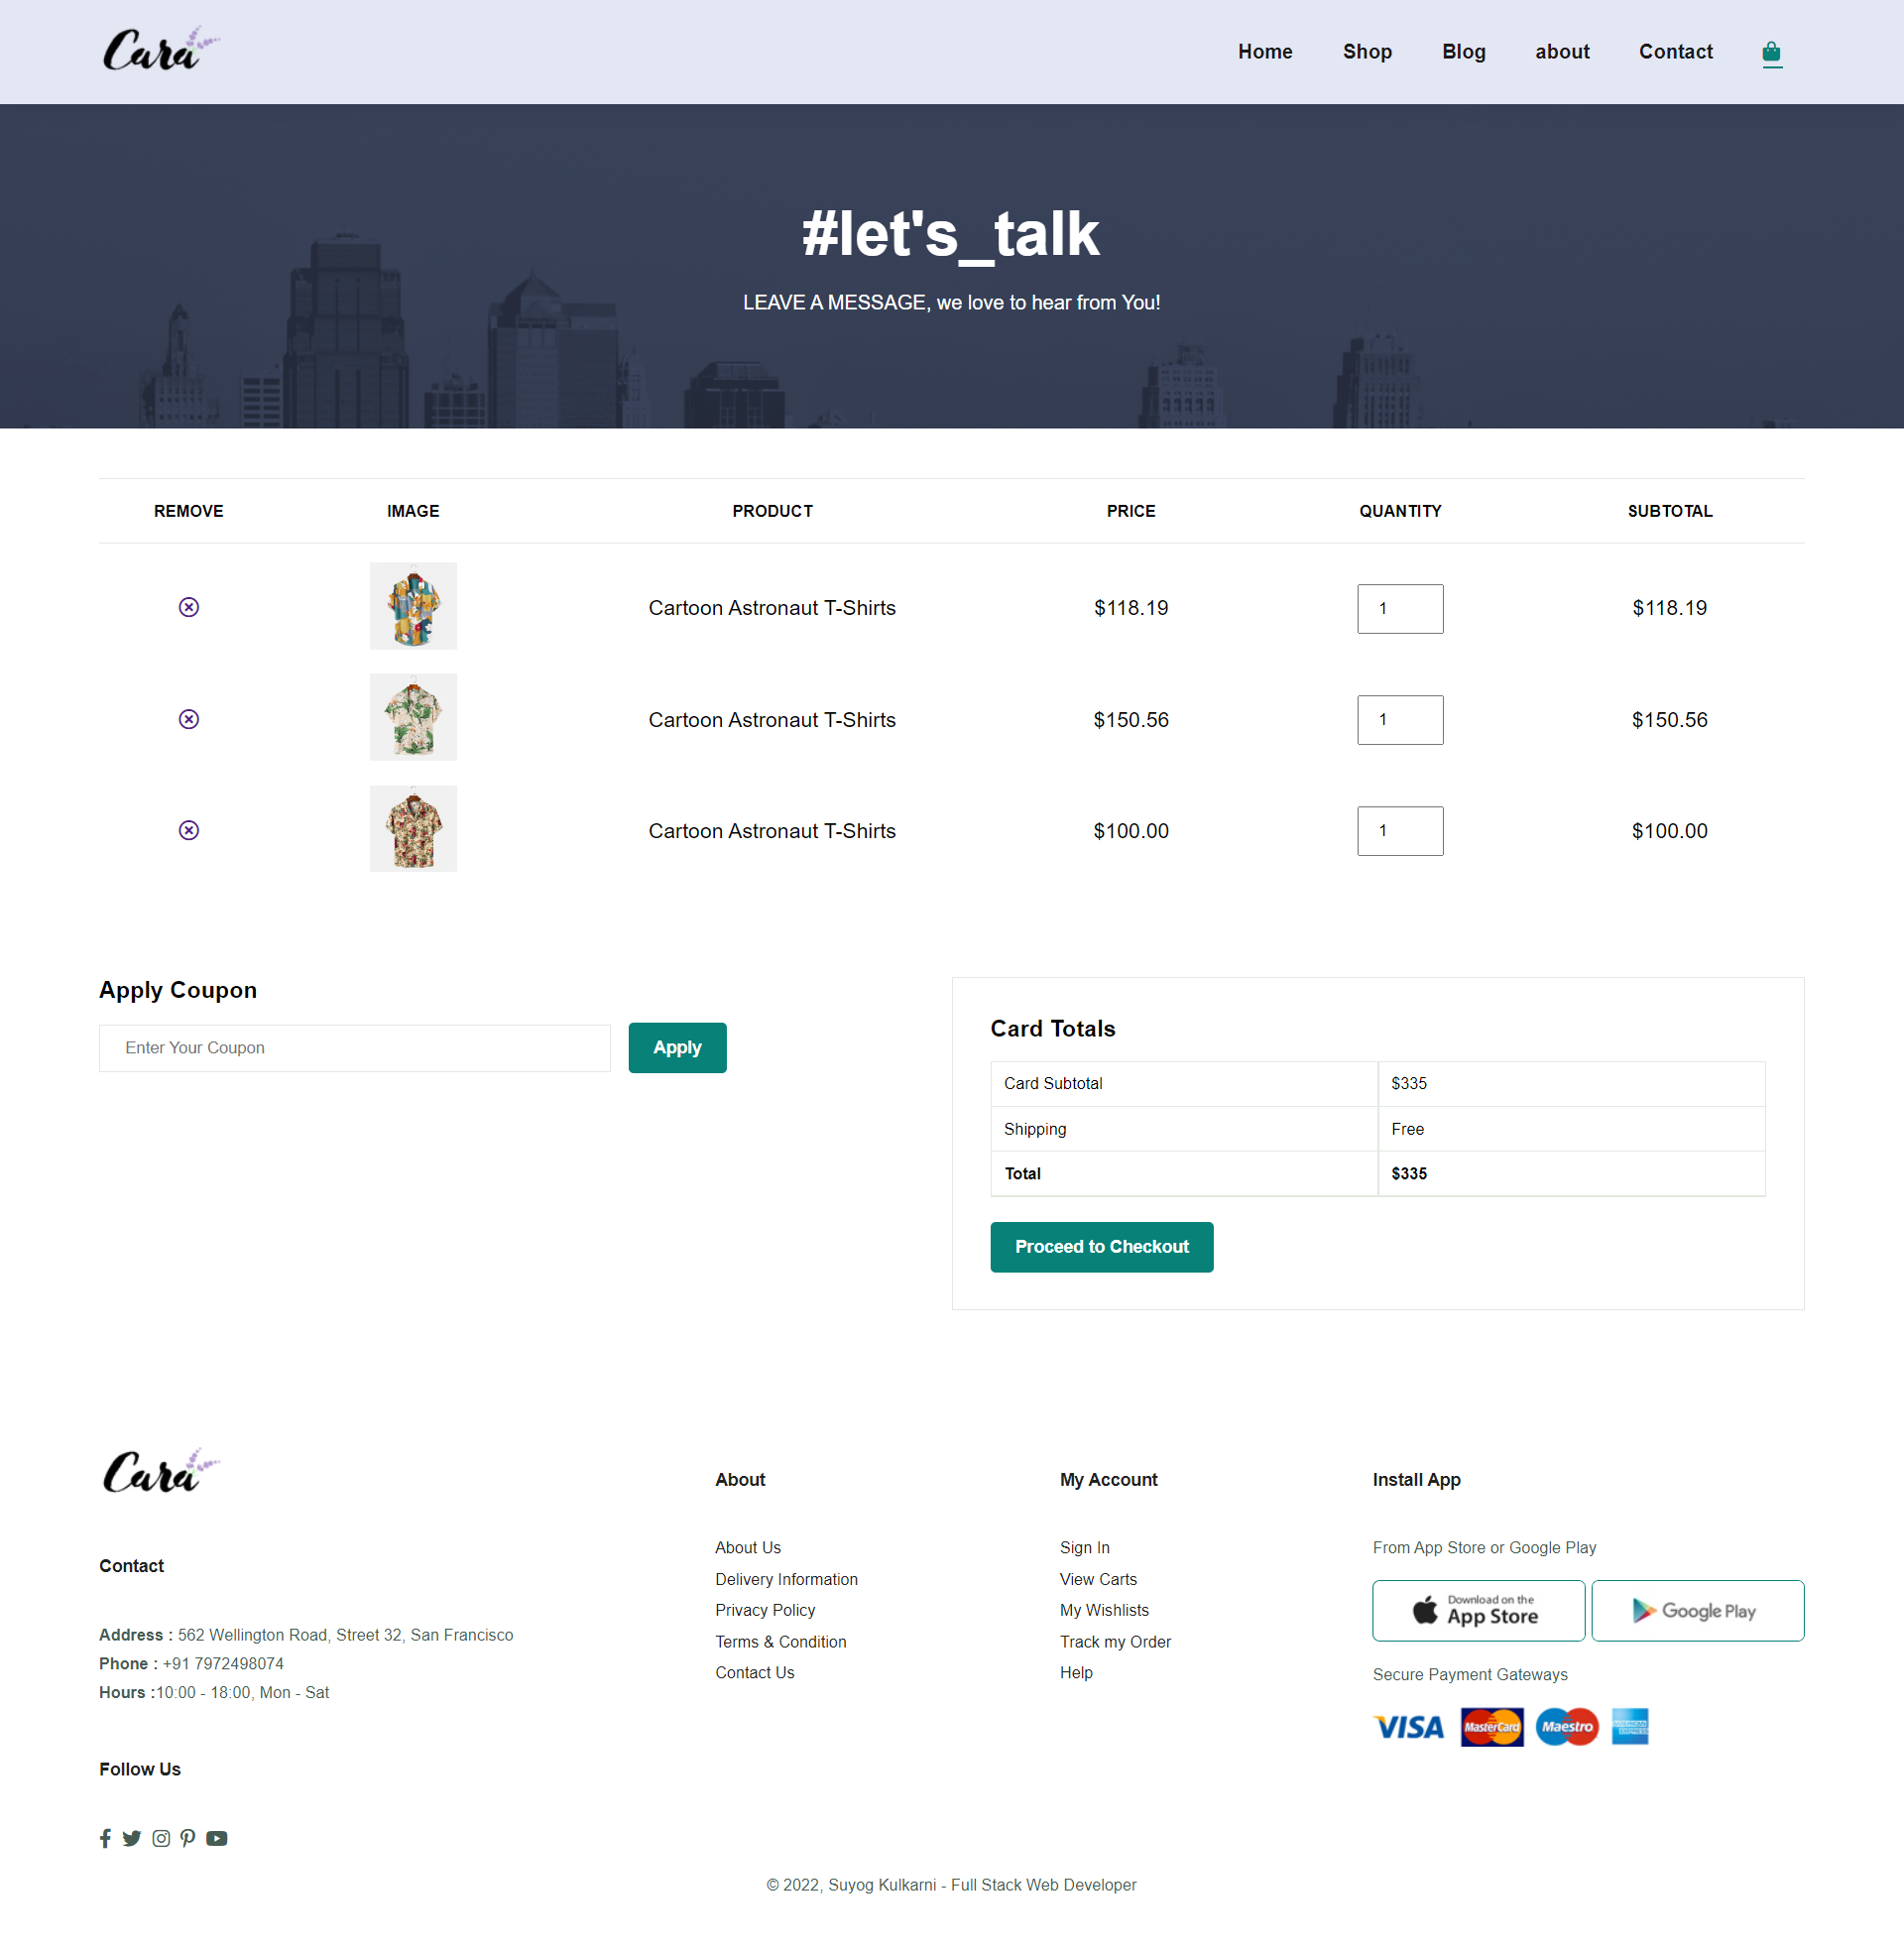 Cara
Home Shop Blog about Contact
#let's_talk
LEAVE A MESSAGE, we love to hear from You!
REMOVE IMAGE PRODUCT PRICE QUANTITY SUBTOTAL
Cartoon Astronaut T-Shirts $118.19 1 $118.19
Cartoon Astronaut T-Shirts $150.56 1 $150.56
Cartoon Astronaut T-Shirts $100.00 1 $100.00
Apply Coupon
Enter Your Coupon Apply
Card Totals
Card Subtotal $335
Shipping Free
Total $335
Proceed to Checkout
Cara
Contact
Address : 562 Wellington Road, Street 32, San Francisco
Phone : +91 7972498074
Hours :10:00 - 18:00, Mon - Sat
Follow Us
About
About Us
Delivery Information
Privacy Policy
Terms & Condition
Contact Us
My Account
Sign In
View Carts
My Wishlists
Track my Order
Help
Install App
From App Store or Google Play
Download on the
App Store
Google Play
Secure Payment Gateways
VISA MasterCard Maestro AMERICAN EXPRESS
© 2022, Suyog Kulkarni - Full Stack Web Developer